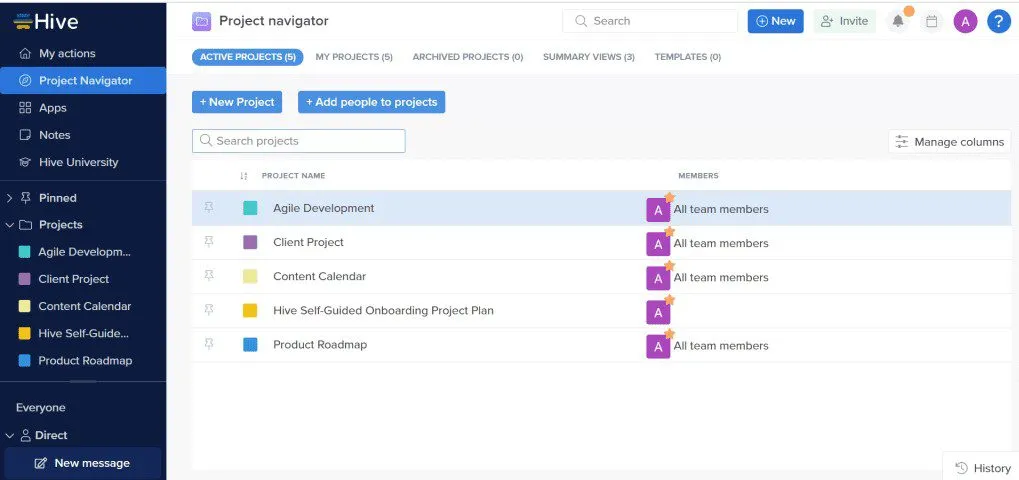 Hive
My actions
Project Navigator
Apps
Notes
Hive University
Pinned
Projects
Agile Developm...
Client Project
Content Calendar
Hive Self-Guide...
Product Roadmap
Everyone
Direct
New message
Project navigator
Search
New
Invite
A
?
ACTIVE PROJECTS (5) MY PROJECTS (5) ARCHIVED PROJECTS (0) SUMMARY VIEWS (3) TEMPLATES (0)
+ New Project + Add people to projects
Search projects
Manage columns
PROJECT NAME MEMBERS
Agile Development A All team members
Client Project A All team members
Content Calendar A All team members
Hive Self-Guided Onboarding Project Plan A
Product Roadmap A All team members
History